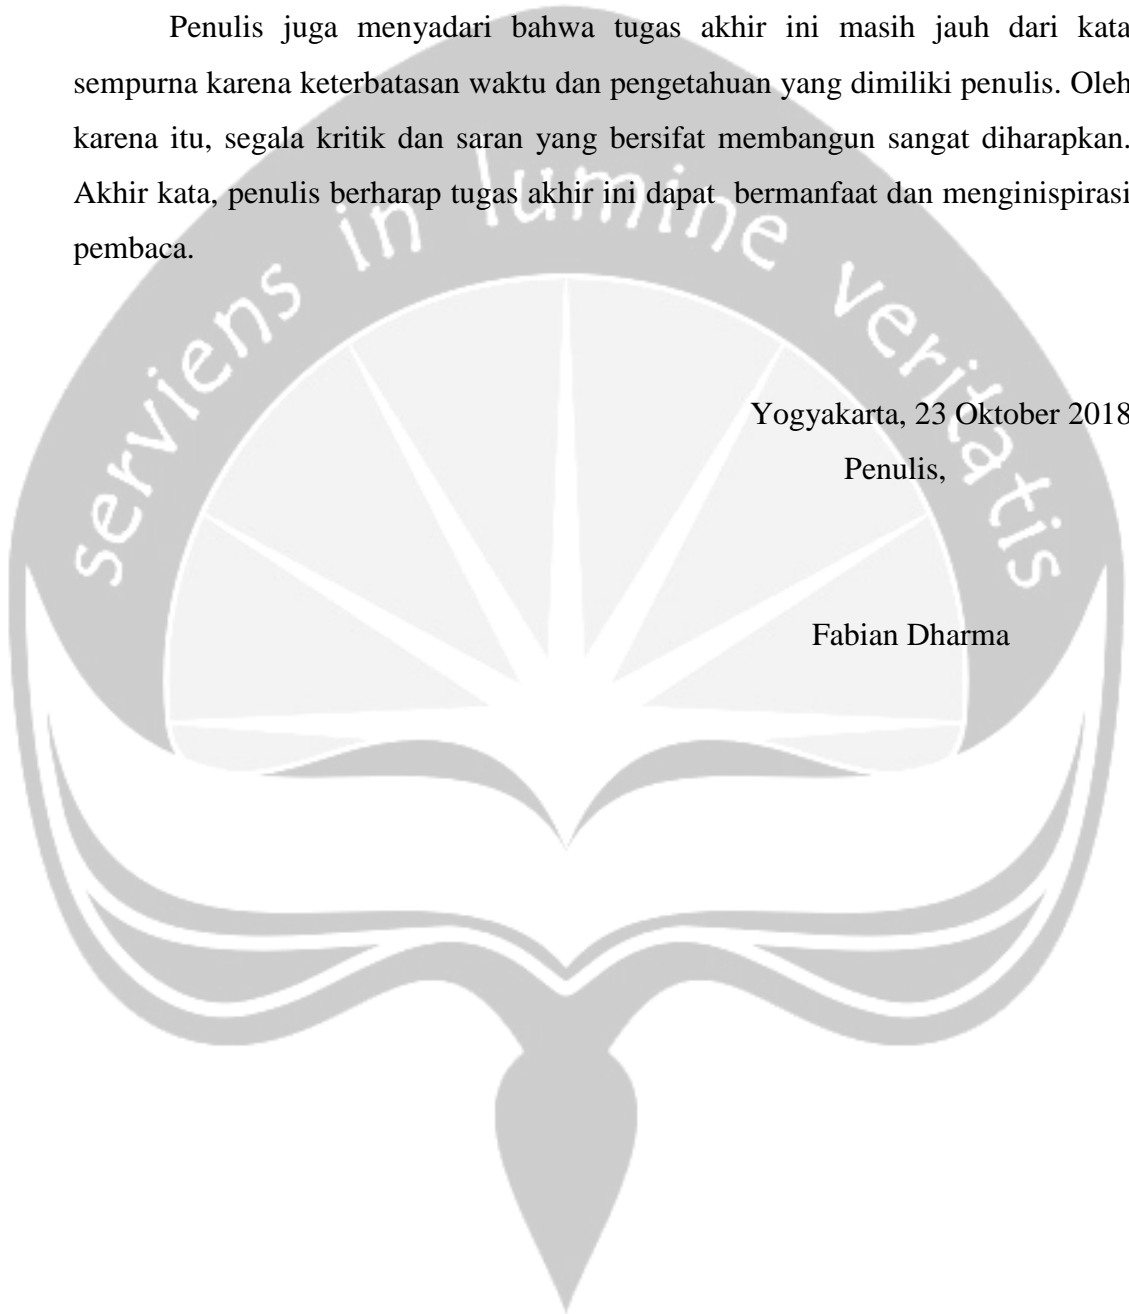 Penulis juga menyadari bahwa tugas akhir ini masih jauh dari kata
sempurna karena keterbatasan waktu dan pengetahuan yang dimiliki penulis. Oleh
karena itu, segala kritik dan saran yang bersifat membangun sangat diharapkan.
Akhir kata, penulis berharap tugas akhir ini dapat bermanfaat dan menginispirasi
pembaca.
serviens in lumine veritatis
Yogyakarta, 23 Oktober 2018
Penulis,
Fabian Dharma